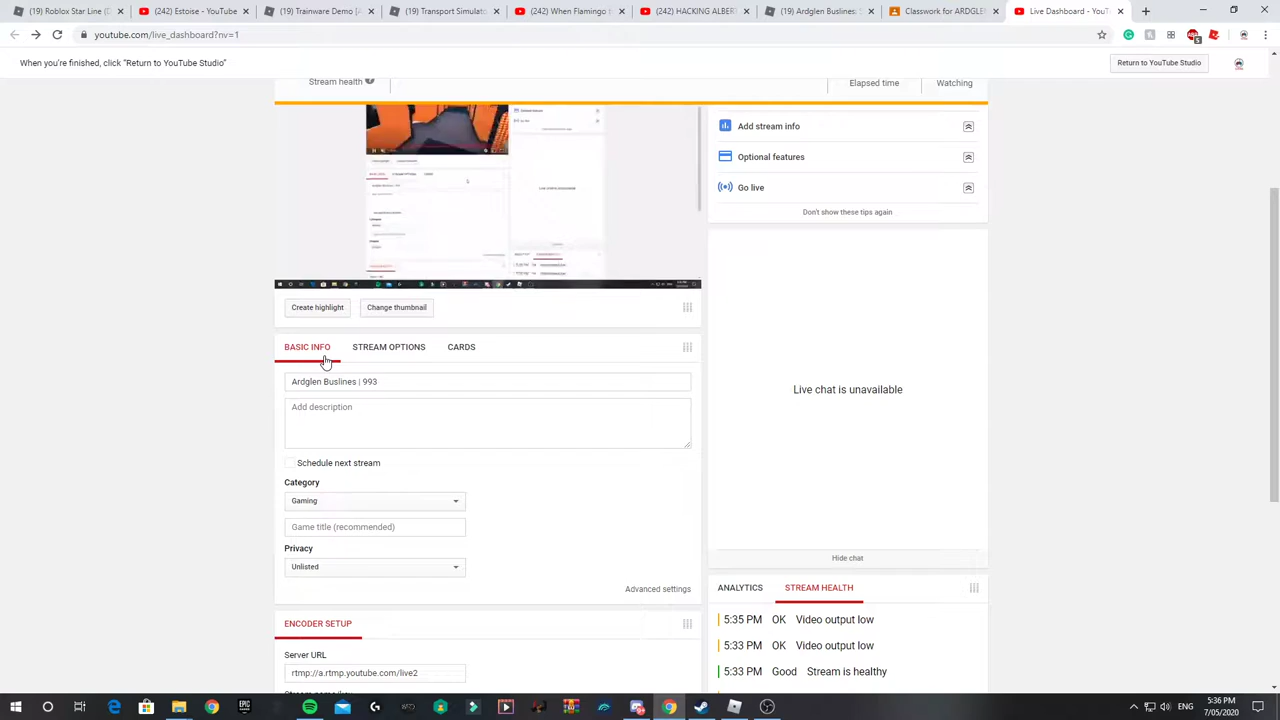 (19) Roblox Star Line (
(242) Estoise - YouTube
(19) Trainware Demo [A
(19) Transport Simulato
(242) When Flamingo t
(242) HACKING ALBERT
(19) Ardglen Business S
Classwork for ARDGLE
Live Dashboard - YouT
youtube.com/live_dashboard?nv=1
When you're finished, click "Return to YouTube Studio"
Return to YouTube Studio
Stream health
Elapsed time
Watching
Add stream info
Optional features
Go live
Don't show these tips again
Create highlight
Change thumbnail
BASIC INFO
STREAM OPTIONS
CARDS
Ardglen Buslines | 993
Add description
Live chat is unavailable
Schedule next stream
Category
Gaming
Game title (recommended)
Privacy
Unlisted
Hide chat
Advanced settings
ANALYTICS
STREAM HEALTH
5:35 PM OK Video output low
ENCODER SETUP
5:33 PM OK Video output low
Server URL
rtmp://a.rtmp.youtube.com/live2
5:33 PM Good Stream is healthy
ENG
5:36 PM
7/05/2020